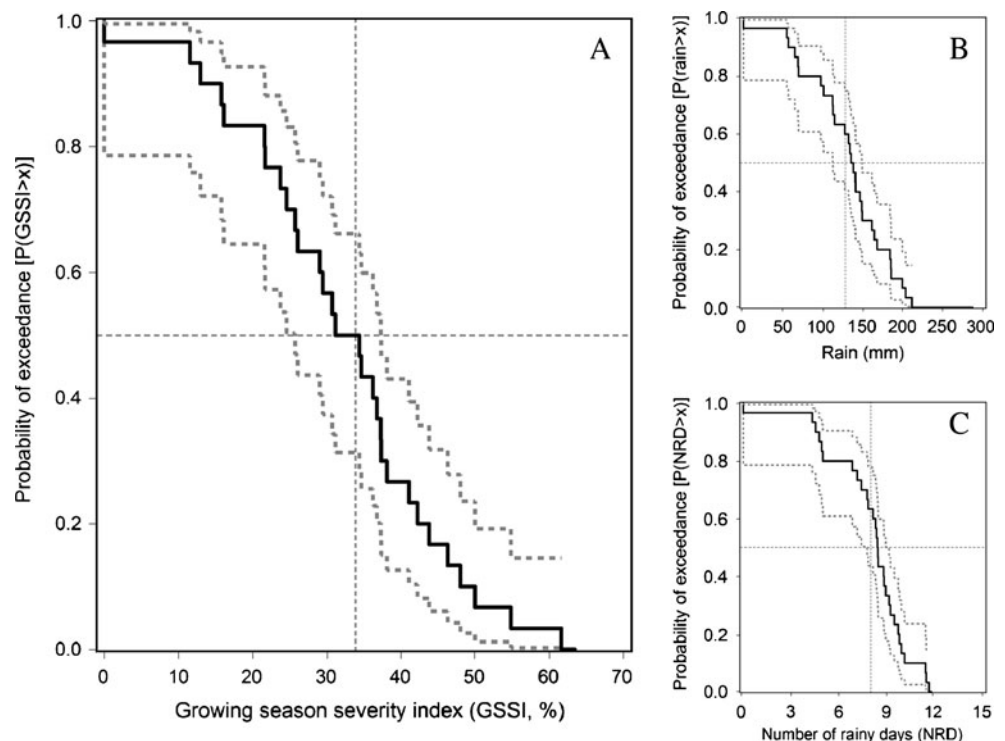 A
Probability of exceedance [P(GSSI>x)]
1.0
0.8
0.6
0.4
0.2
0.0
0 10 20 30 40 50 60 70
Growing season severity index (GSSI, %)
B
Probability of exceedance [P(rain>x)]
1.0
0.8
0.6
0.4
0.2
0.0
0 50 100 150 200 250 300
Rain (mm)
C
Probability of exceedance [P(NRD>x)]
1.0
0.8
0.6
0.4
0.2
0.0
0 3 6 9 12 15
Number of rainy days (NRD)